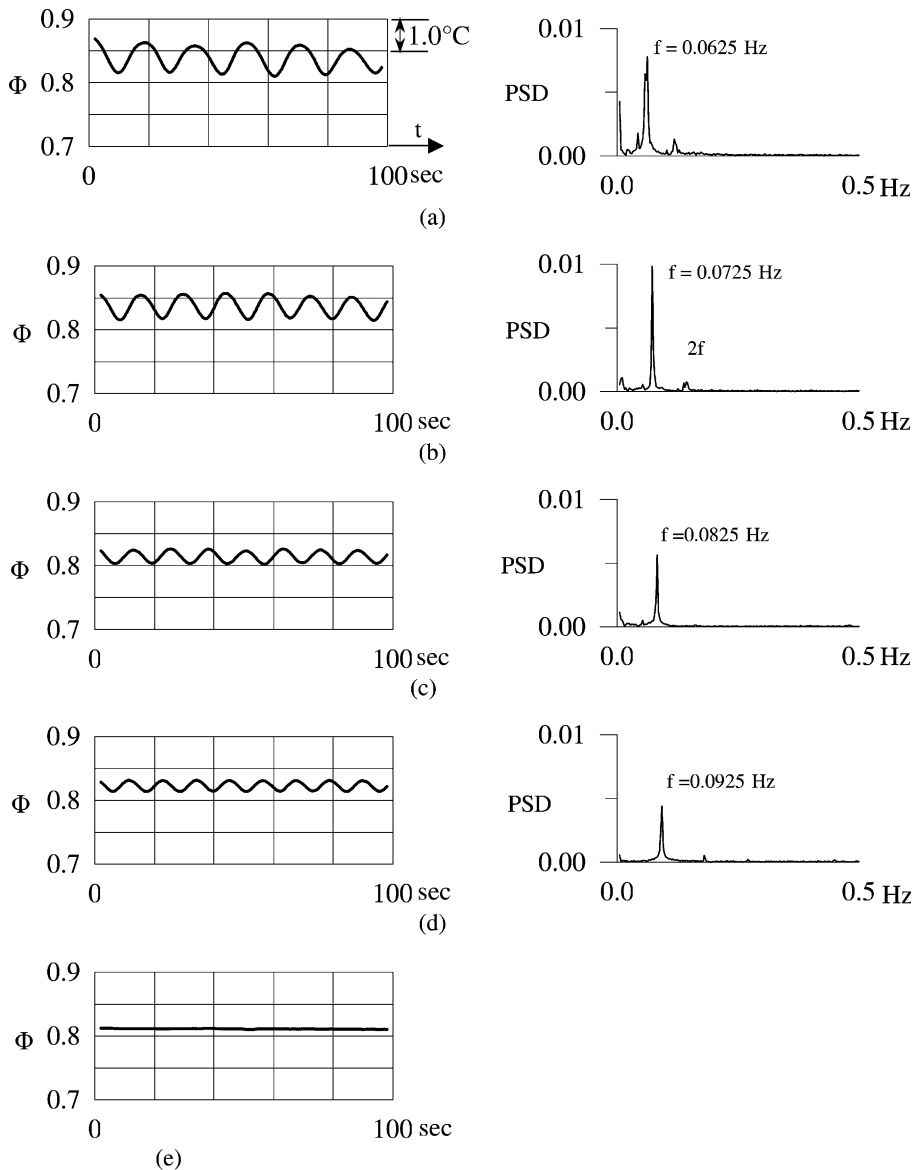 0.9
1.0°C
Φ 0.8
t
0.7
0 100 sec
0.01
f = 0.0625 Hz
PSD
0.00
0.0 0.5 Hz
(a)
0.9
Φ 0.8
0.7
0 100 sec
0.01
f = 0.0725 Hz
PSD
2f
0.00
0.0 0.5 Hz
(b)
0.9
Φ 0.8
0.7
0 100 sec
0.01
f =0.0825 Hz
PSD
0.00
0.0 0.5 Hz
(c)
0.9
Φ 0.8
0.7
0 100 sec
0.01
f =0.0925 Hz
PSD
0.00
0.0 0.5 Hz
(d)
0.9
Φ 0.8
0.7
0 100 sec
(e)